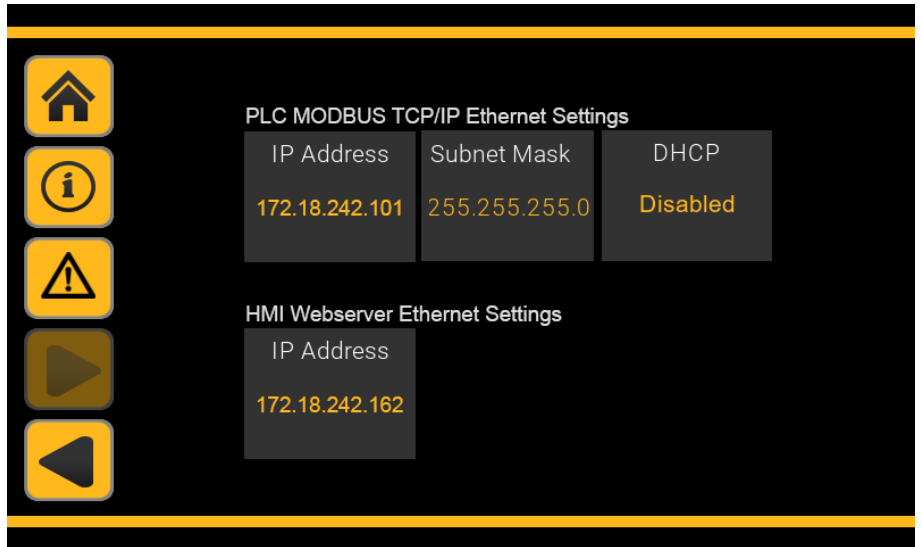 PLC MODBUS TCP/IP Ethernet Settings
IP Address Subnet Mask DHCP
172.18.242.101 255.255.255.0 Disabled
HMI Webserver Ethernet Settings
IP Address
172.18.242.162